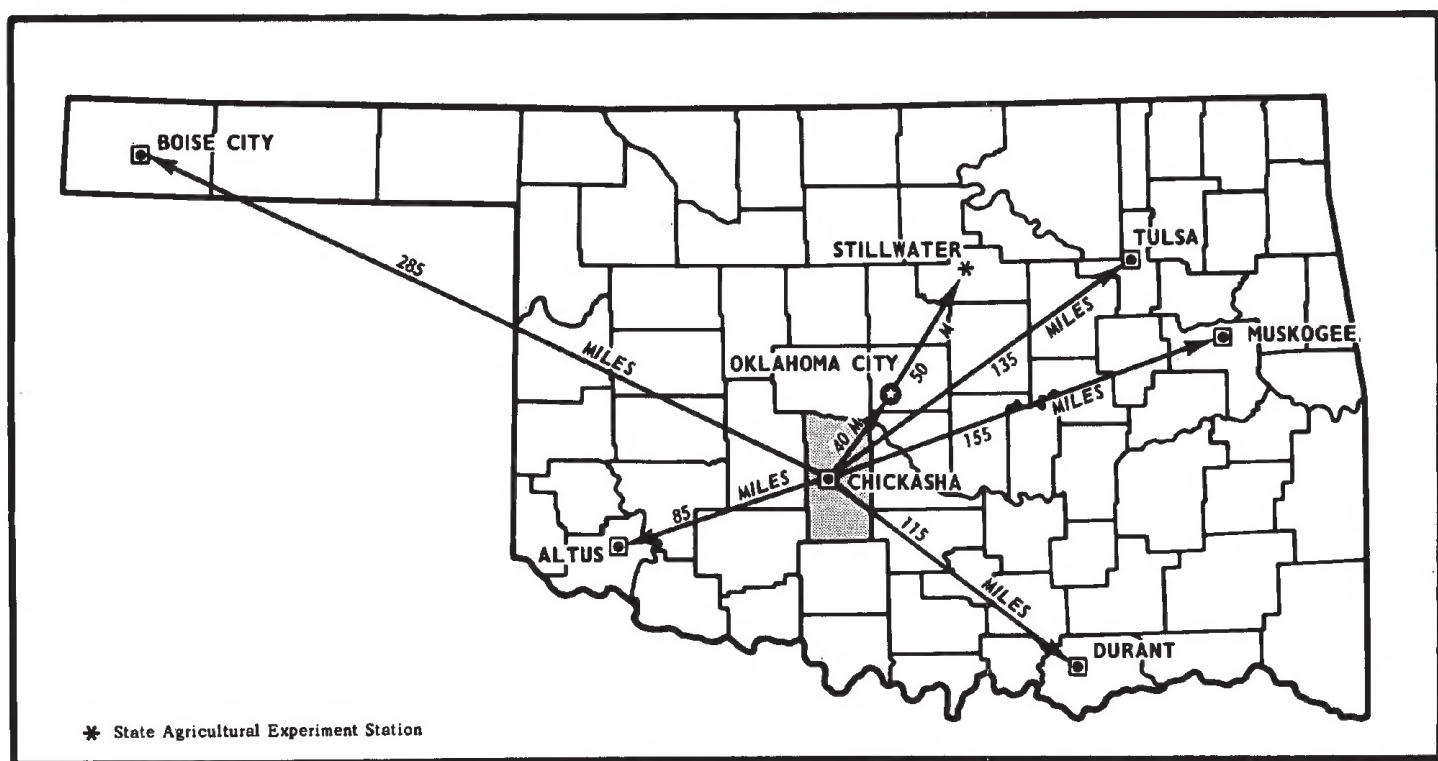 BOISE CITY
285
MILES
STILLWATER
TULSA
MILES
135
M
50
MUSKOGEE
MILES
155
OKLAHOMA CITY
40 M.
CHICKASHA
MILES
85
ALTUS
115
MILES
DURANT
* State Agricultural Experiment Station